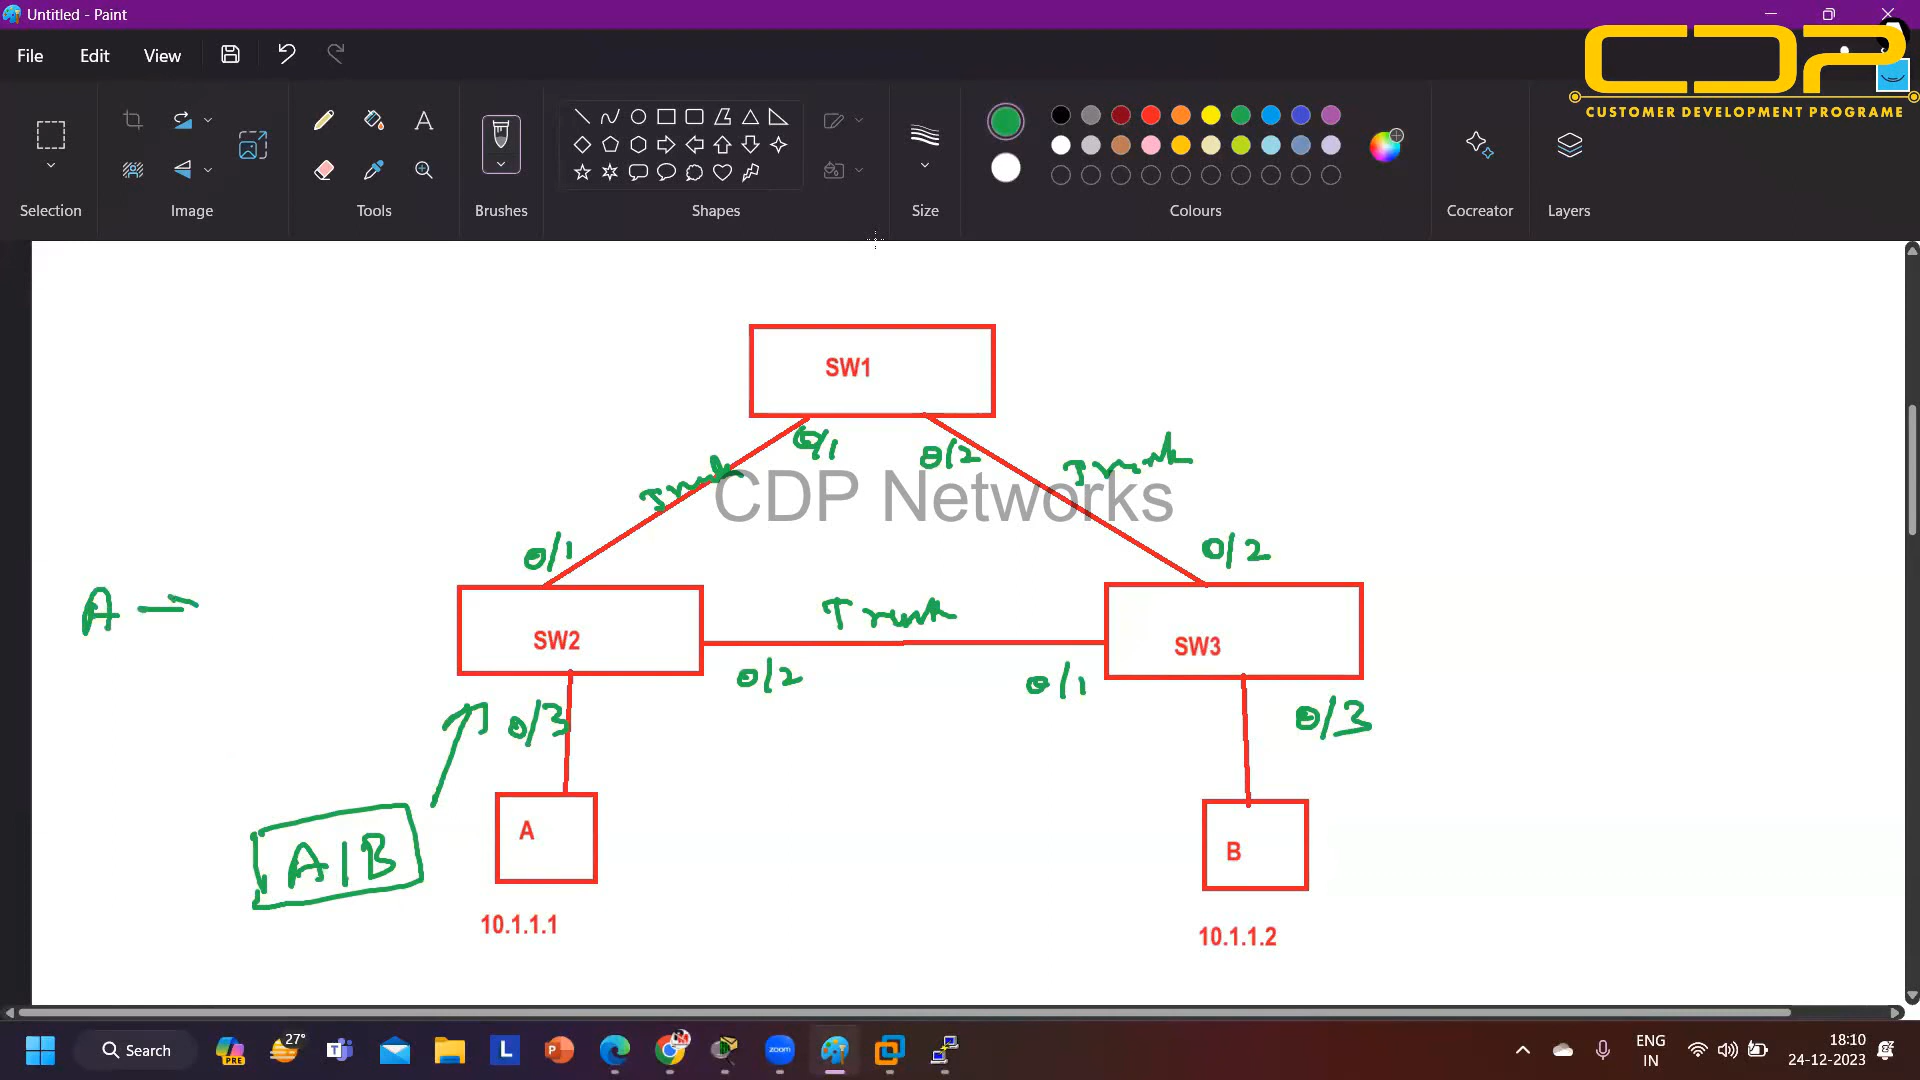 Untitled - Paint
File Edit View
CDP
CUSTOMER DEVELOPMENT PROGRAME
Selection Image Tools Brushes Shapes Size Colours Cocreator Layers
SW1
0/1 0/2
Trunk Trunk
CDP Networks
0/1 0/2
A
Trunk
SW2 SW3
0/2 0/1
0/3 0/3
A
A|B
B
10.1.1.1
10.1.1.2
Search
PRE
27°
L
P
zoom
ENG
IN
18:10
24-12-2023